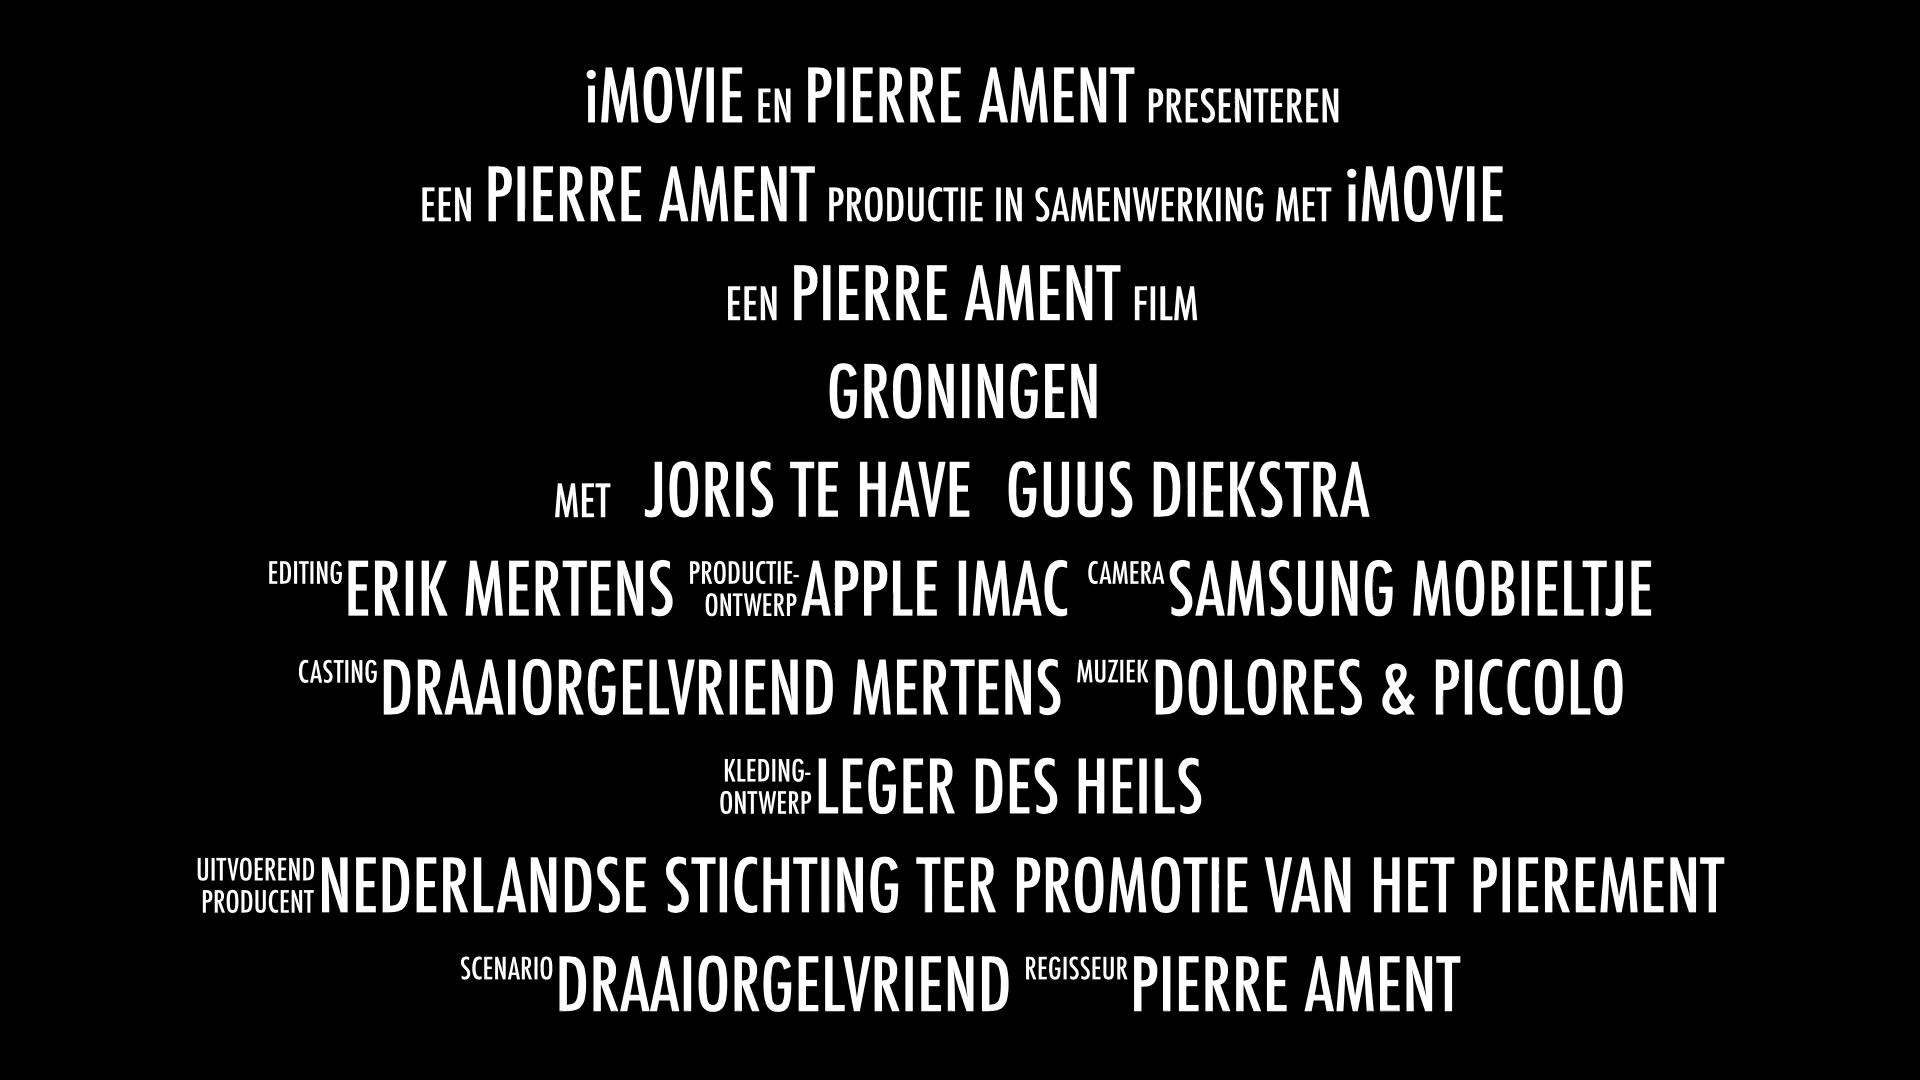 iMOVIE EN PIERRE AMENT PRESENTEREN
EEN PIERRE AMENT PRODUCTIE IN SAMENWERKING MET iMOVIE
EEN PIERRE AMENT FILM
GRONINGEN
MET JORIS TE HAVE GUUS DIEKSTRA
EDITING ERIK MERTENS PRODUCTIE-ONTWERP APPLE IMAC CAMERA SAMSUNG MOBIELTJE
CASTING DRAAIORGELVRIEND MERTENS MUZIEK DOLORES & PICCOLO
KLEDING-ONTWERP LEGER DES HEILS
UITVOEREND PRODUCENT NEDERLANDSE STICHTING TER PROMOTIE VAN HET PIEREMENT
SCENARIO DRAAIORGELVRIEND REGISSEUR PIERRE AMENT